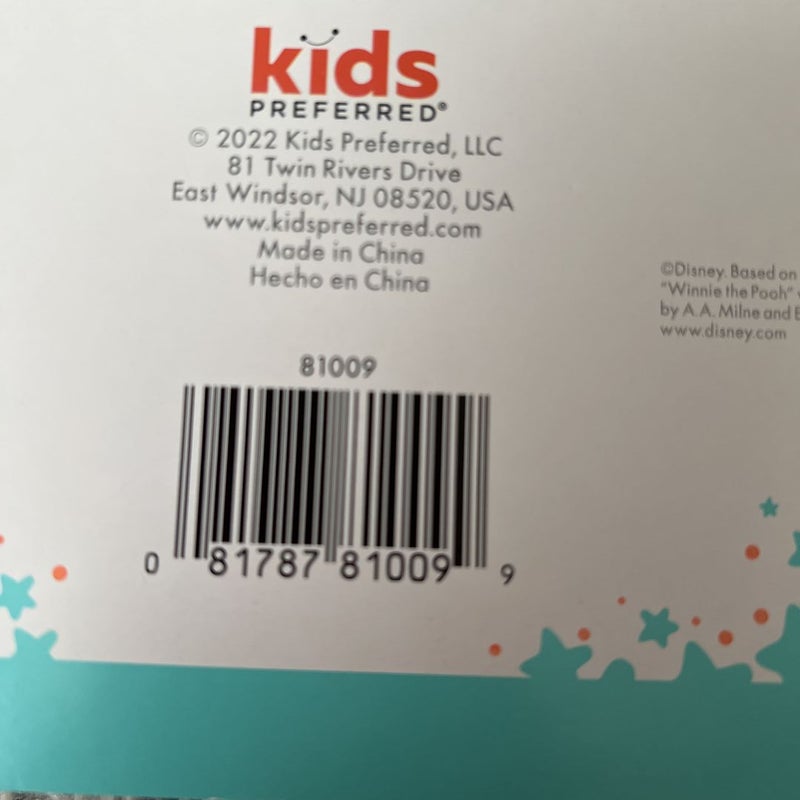 kids
PREFERRED®
© 2022 Kids Preferred, LLC
81 Twin Rivers Drive
East Windsor, NJ 08520, USA
www.kidspreferred.com
Made in China
Hecho en China
©Disney. Based on
"Winnie the Pooh"
by A.A. Milne and E
www.disney.com
81009
0 81787 81009 9